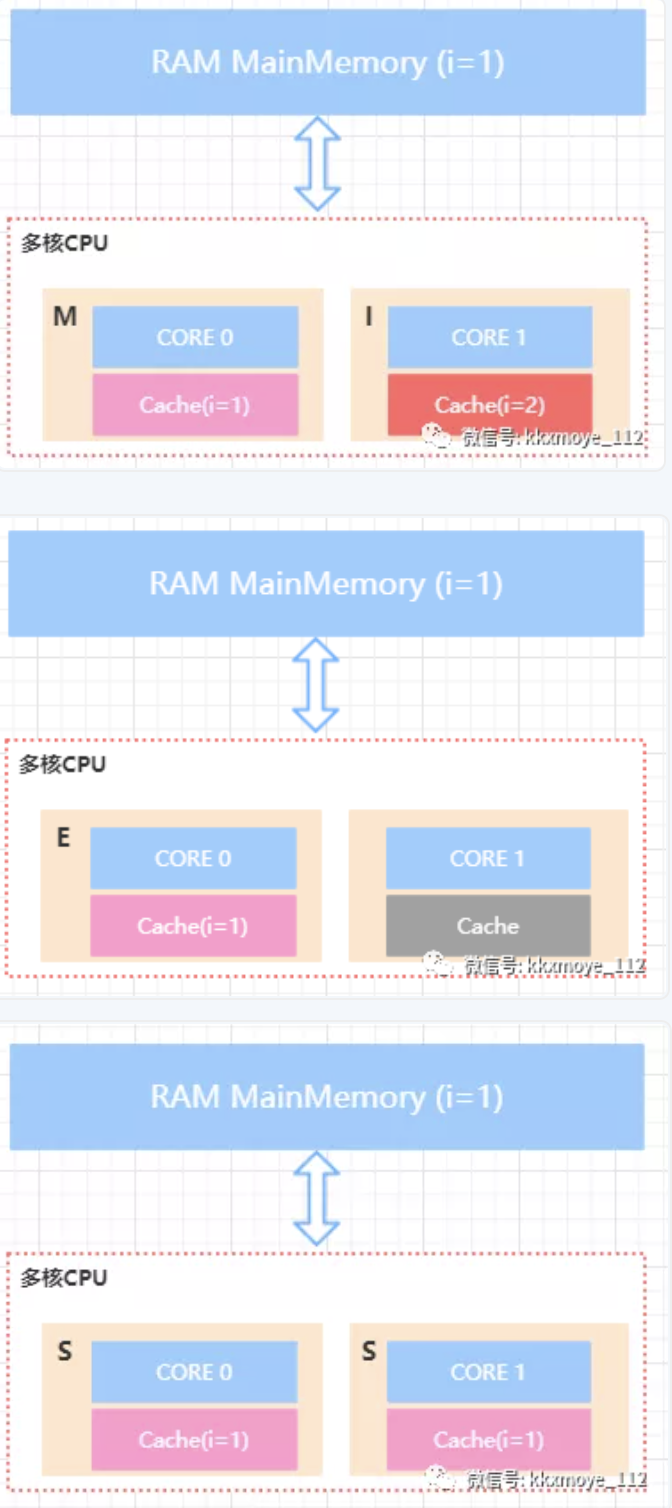 RAM MainMemory (i=1)
多核CPU
M
I
CORE 0
CORE 1
Cache(i=1)
Cache(i=2)
微信号: kkxmoye_112
RAM MainMemory (i=1)
多核CPU
E
CORE 0
CORE 1
Cache(i=1)
Cache
微信号: kkxmoye_112
RAM MainMemory (i=1)
多核CPU
S
S
CORE 0
CORE 1
Cache(i=1)
Cache(i=1)
微信号: kkxmoye_112